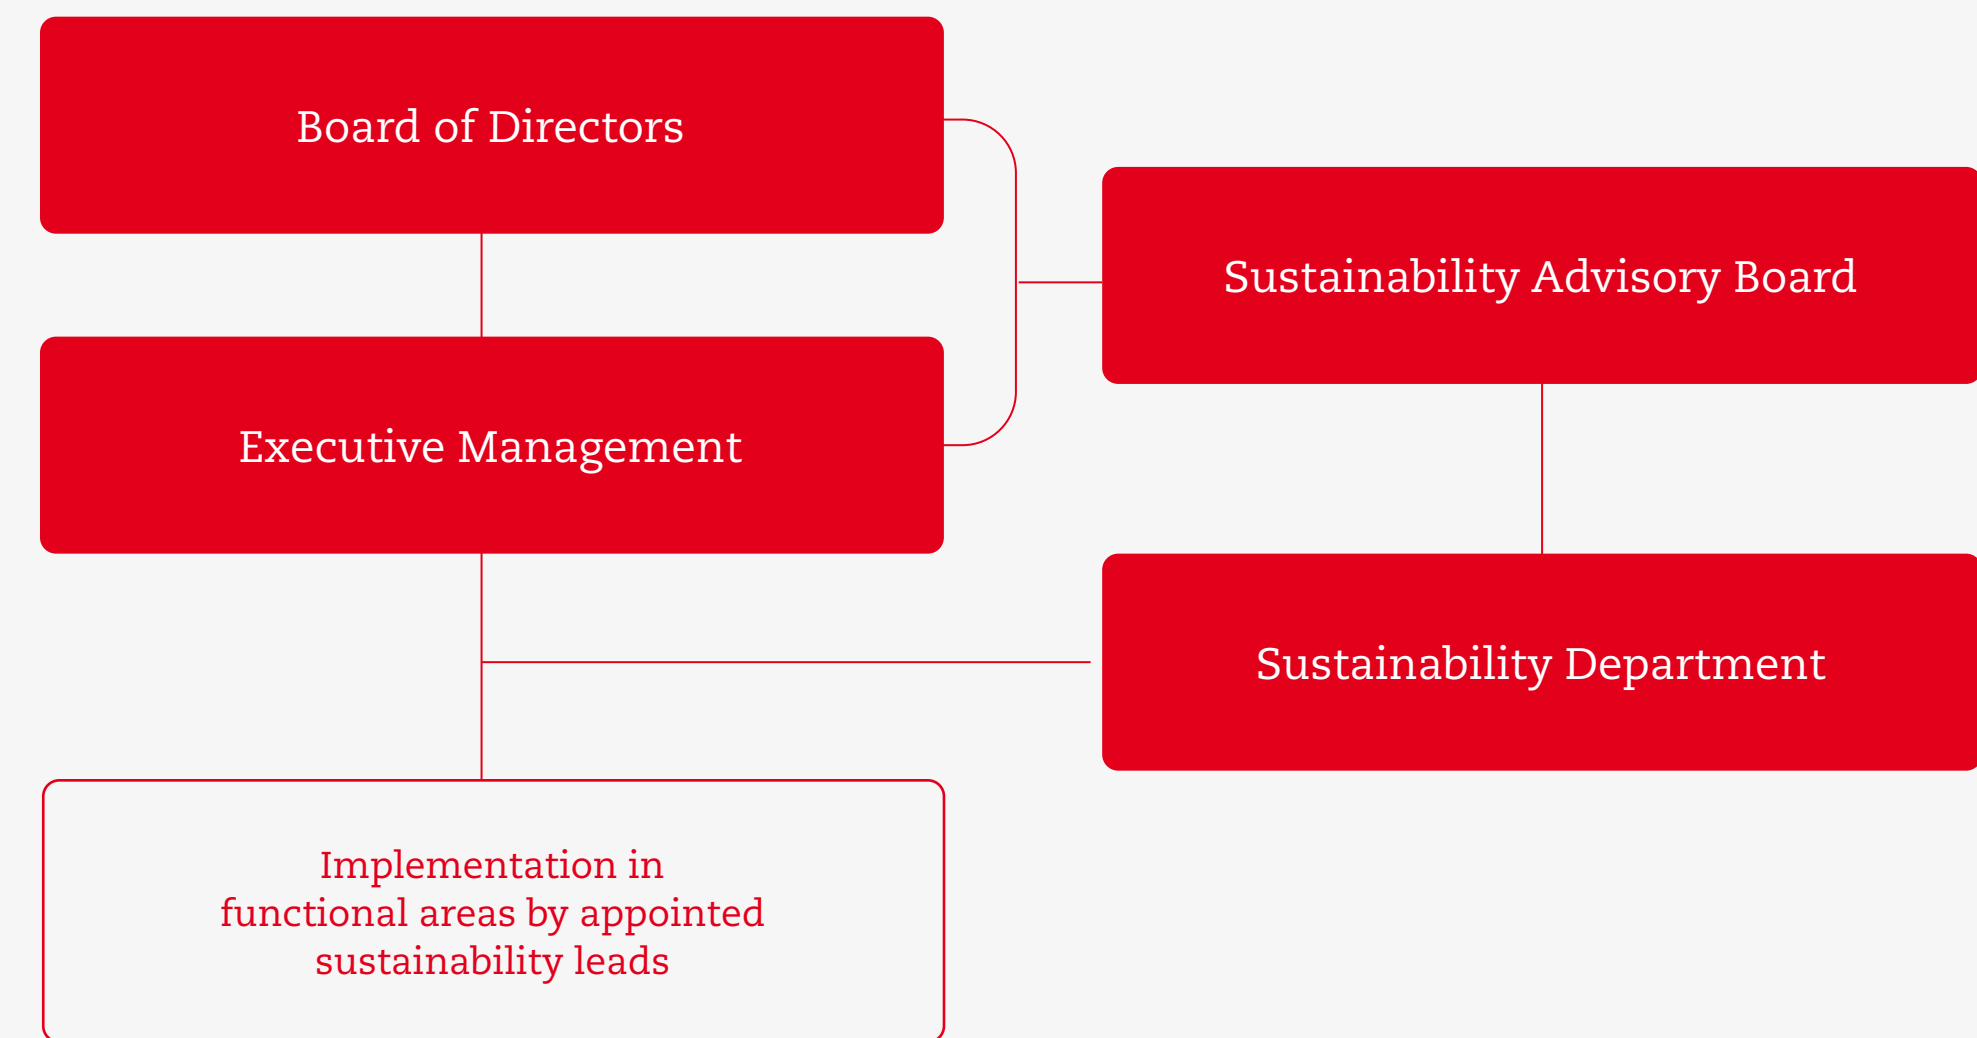 Board of Directors
Sustainability Advisory Board
Executive Management
Sustainability Department
Implementation in
functional areas by appointed
sustainability leads